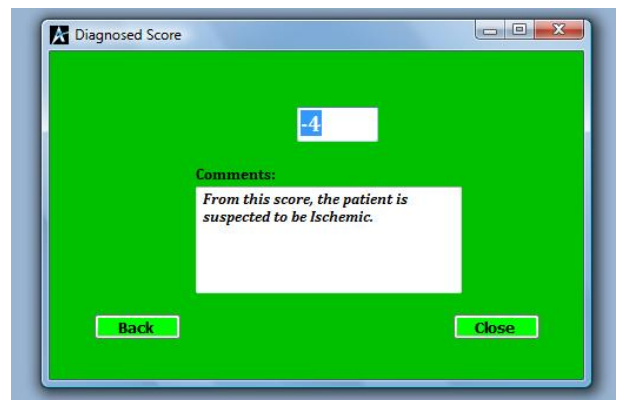 Diagnosed Score
-4
Comments:
From this score, the patient is
suspected to be Ischemic.
Back
Close